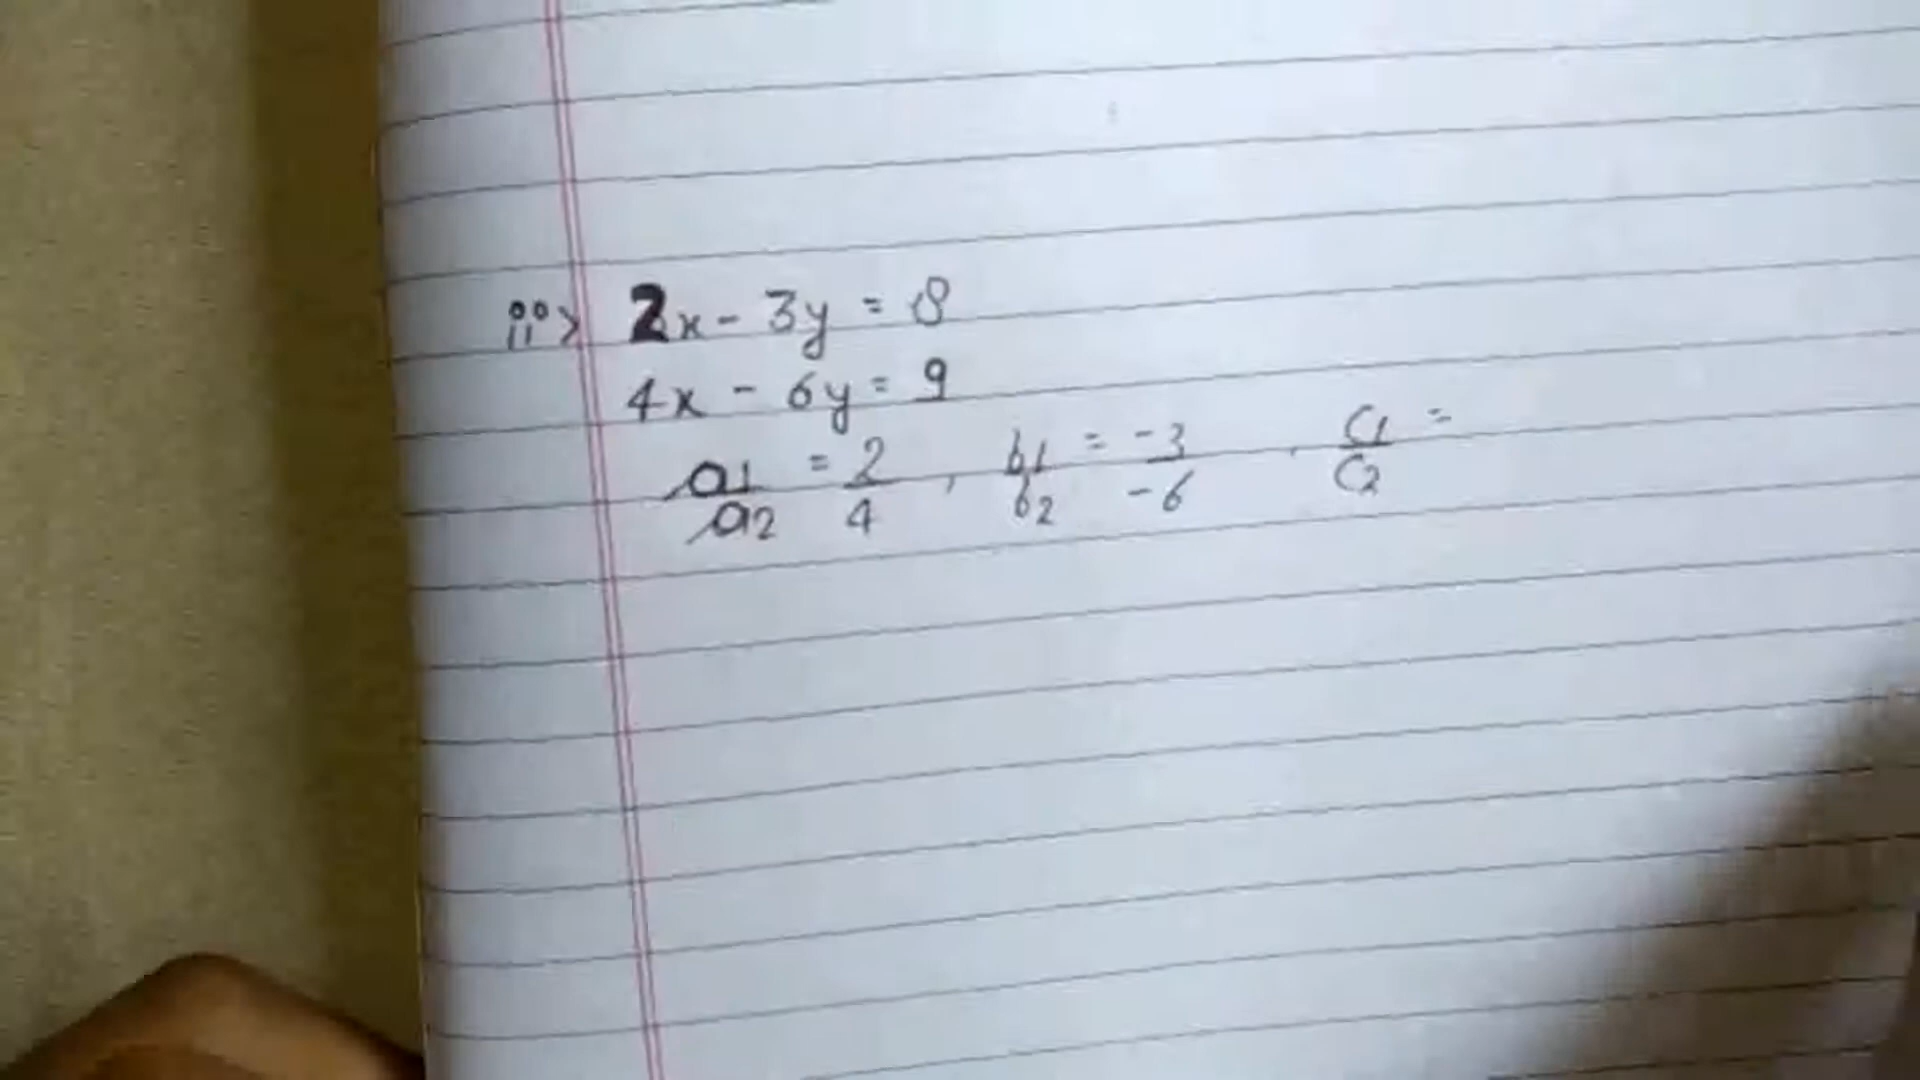 ii> 2x - 3y = 8
4x - 6y = 9
a1/a2 = 2/4 , b1/b2 = -3/-6 , c1/c2 =